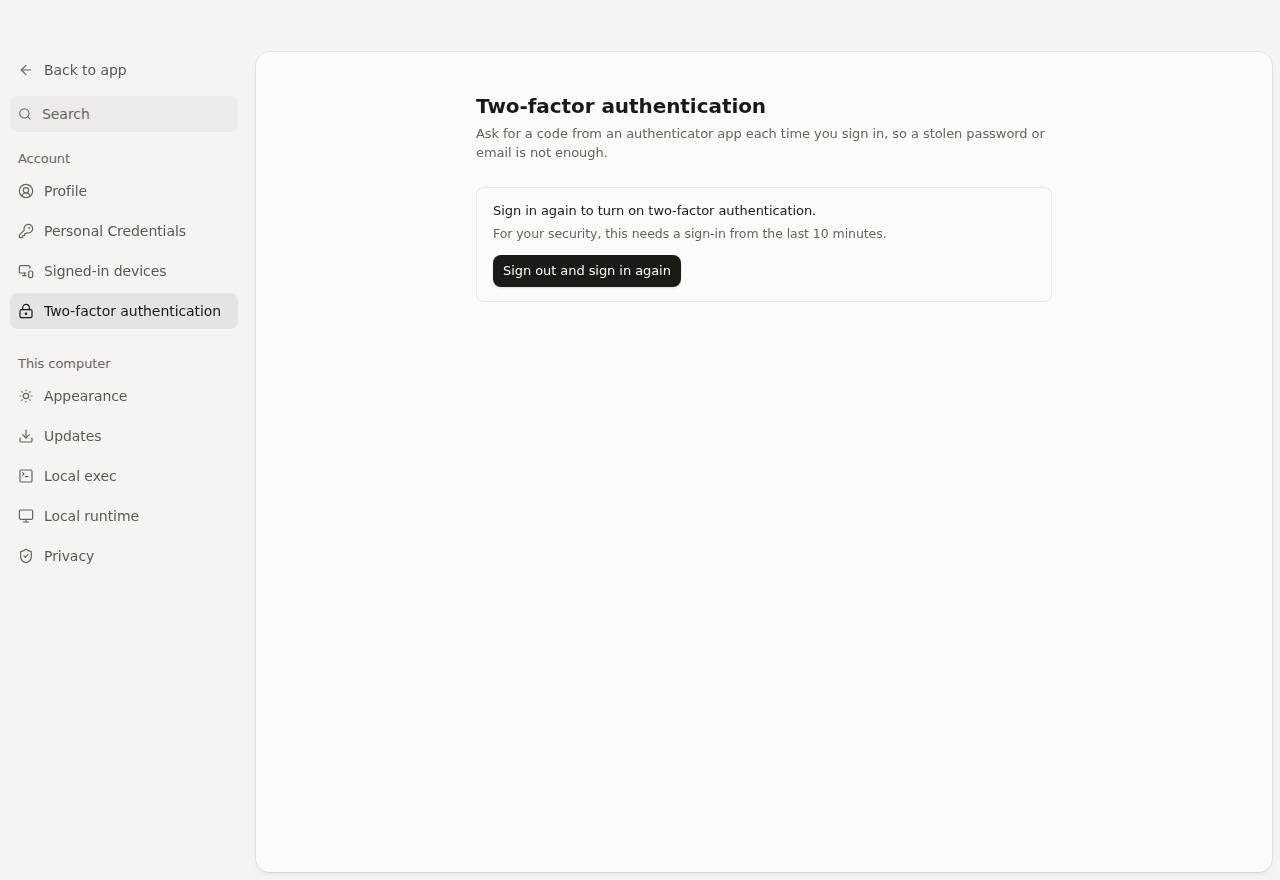 Back to app
Search
Account
Profile
Personal Credentials
Signed-in devices
Two-factor authentication
This computer
Appearance
Updates
Local exec
Local runtime
Privacy
Two-factor authentication
Ask for a code from an authenticator app each time you sign in, so a stolen password or
email is not enough.
Sign in again to turn on two-factor authentication.
For your security, this needs a sign-in from the last 10 minutes.
Sign out and sign in again